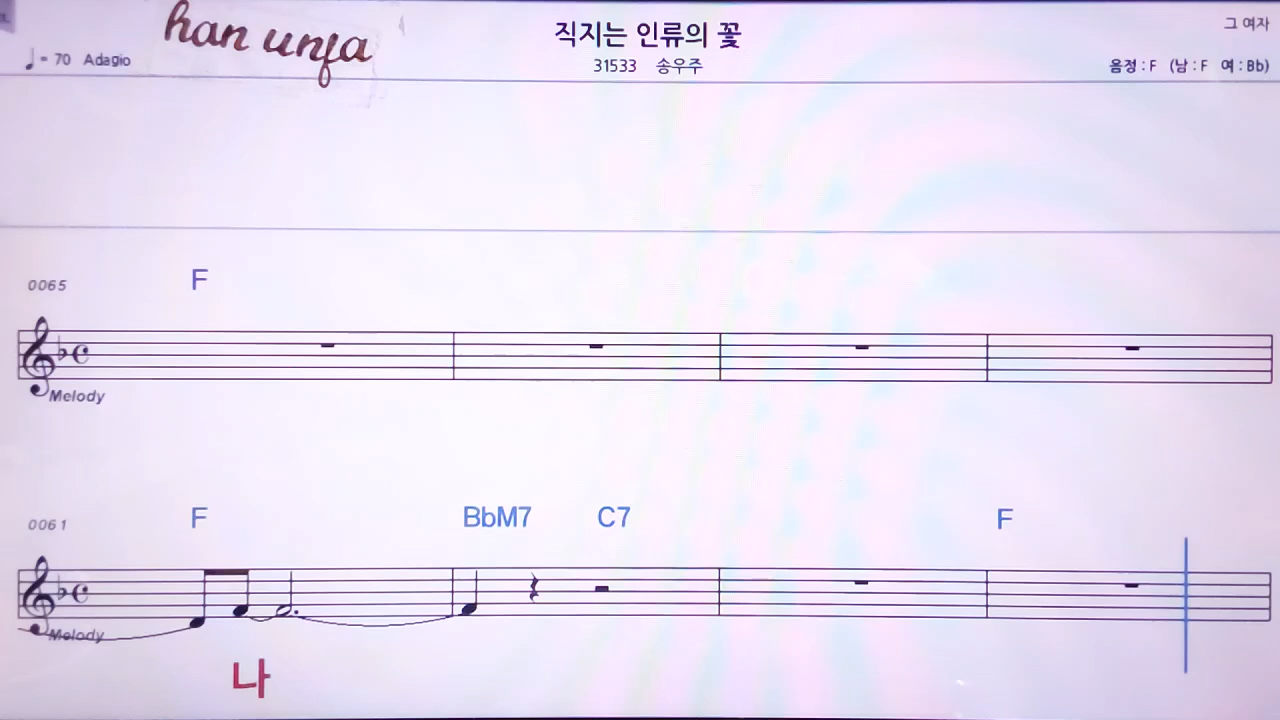 han unja
직지는 인류의 꽃
그 여자
♩= 70 Adagio
31533 송우주
음정 : F (남 : F 여 : Bb)
0065 F
Melody
0061 F BbM7 C7 F
Melody
나